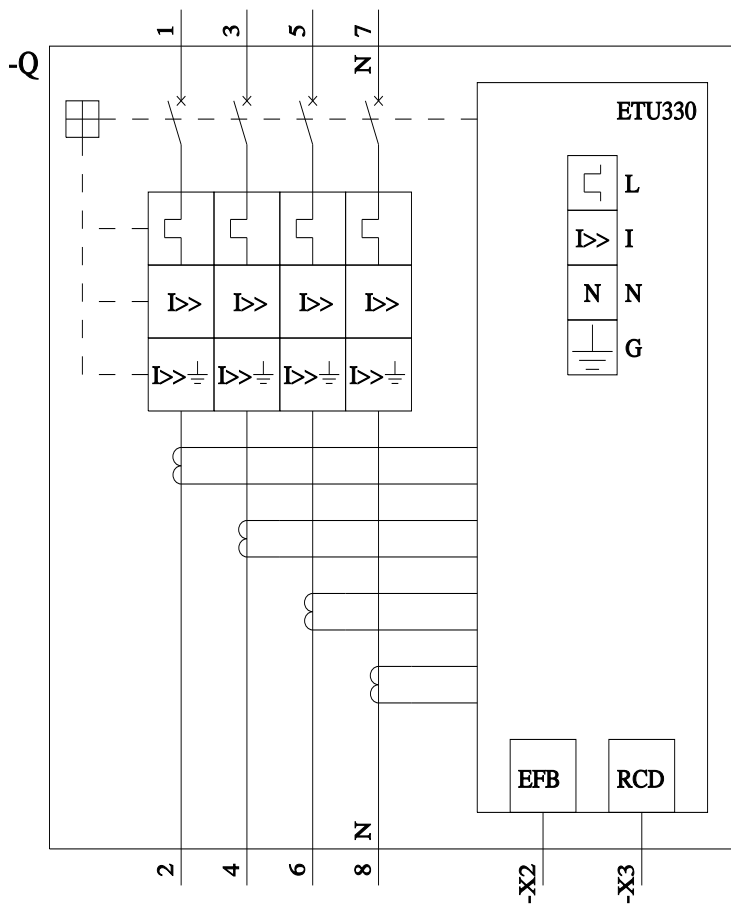 1 3 5 7
-Q
N
ETU330
L
I>> I
N N
G
I>> I>> I>> I>>
I>> I>> I>> I>>
EFB RCD
N
2 4 6 8
-X2 -X3